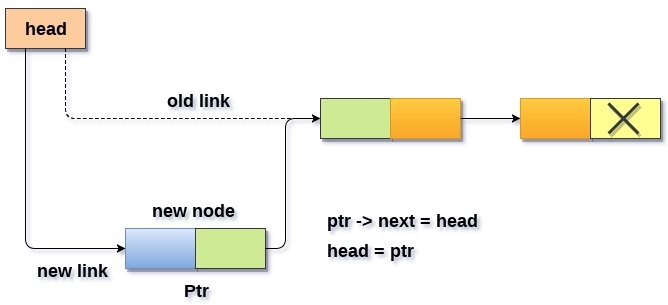 head
old link
new node
ptr -> next = head
head = ptr
new link
Ptr